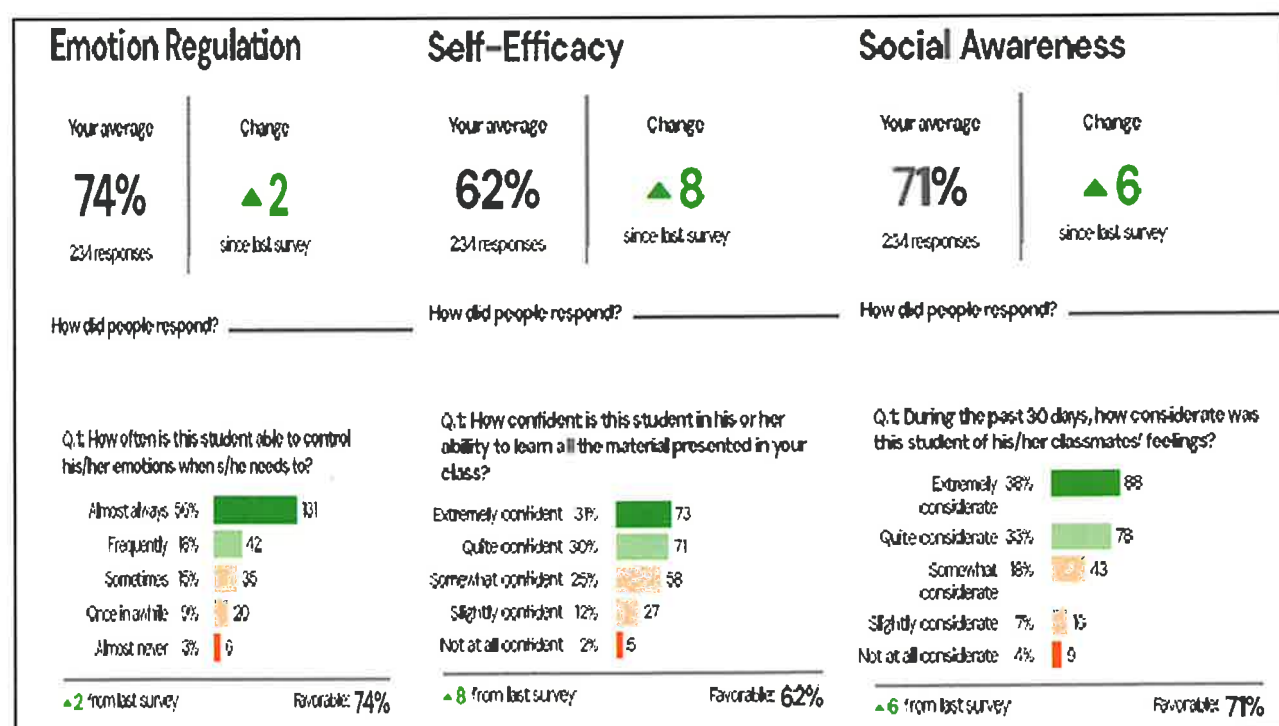 Emotion Regulation
Your average
Change
74%
▲2
234 responses
since last survey
How did people respond?
Q.1: How often is this student able to control
his/her emotions when s/he needs to?
Almost always 56% 131
Frequently 18% 42
Sometimes 15% 35
Once in awhile 9% 20
Almost never 3% 6
▲2 from last survey
Favorable: 74%
Self-Efficacy
Your average
Change
62%
▲8
234 responses
since last survey
How did people respond?
Q.1: How confident is this student in his or her
ability to learn all the material presented in your
class?
Extremely confident 31% 73
Quite confident 30% 71
Somewhat confident 25% 58
Slightly confident 12% 27
Not at all confident 2% 5
▲8 from last survey
Favorable: 62%
Social Awareness
Your average
Change
71%
▲6
234 responses
since last survey
How did people respond?
Q.1: During the past 30 days, how considerate was
this student of his/her classmates' feelings?
Extremely 38% 88
considerate
Quite considerate 33% 78
Somewhat 18% 43
considerate
Slightly considerate 7% 16
Not at all considerate 4% 9
▲6 from last survey
Favorable: 71%